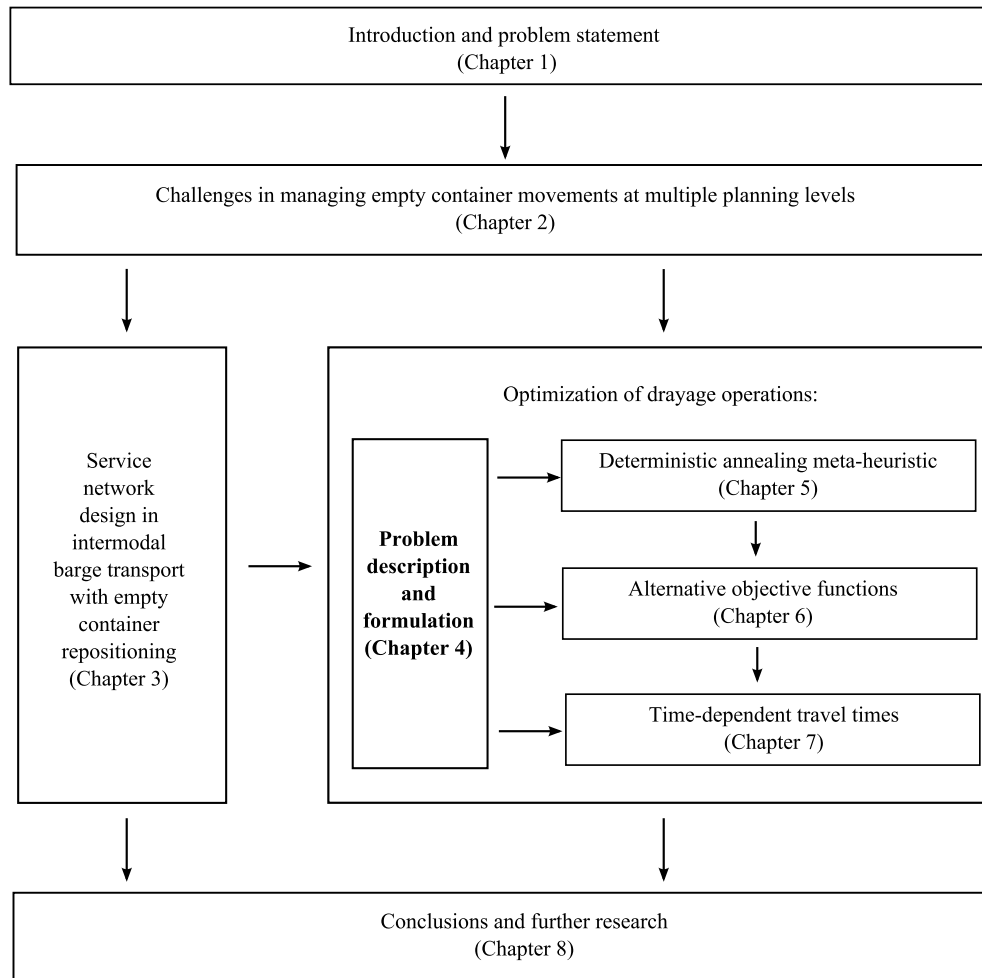 Introduction and problem statement
(Chapter 1)
Challenges in managing empty container movements at multiple planning levels
(Chapter 2)
Service
network
design in
intermodal
barge transport
with empty
container
repositioning
(Chapter 3)
Optimization of drayage operations:
Problem
description
and
formulation
(Chapter 4)
Deterministic annealing meta-heuristic
(Chapter 5)
Alternative objective functions
(Chapter 6)
Time-dependent travel times
(Chapter 7)
Conclusions and further research
(Chapter 8)